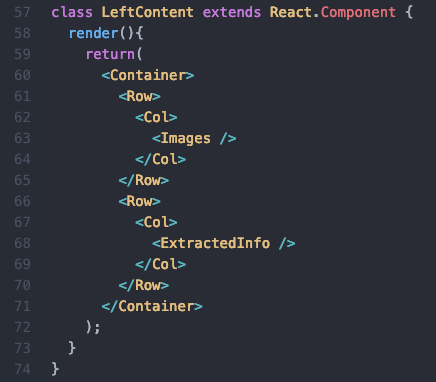 57 class LeftContent extends React.Component {
58   render(){
59     return(
60       <Container>
61         <Row>
62           <Col>
63             <Images />
64           </Col>
65         </Row>
66         <Row>
67           <Col>
68             <ExtractedInfo />
69           </Col>
70         </Row>
71       </Container>
72     );
73   }
74 }